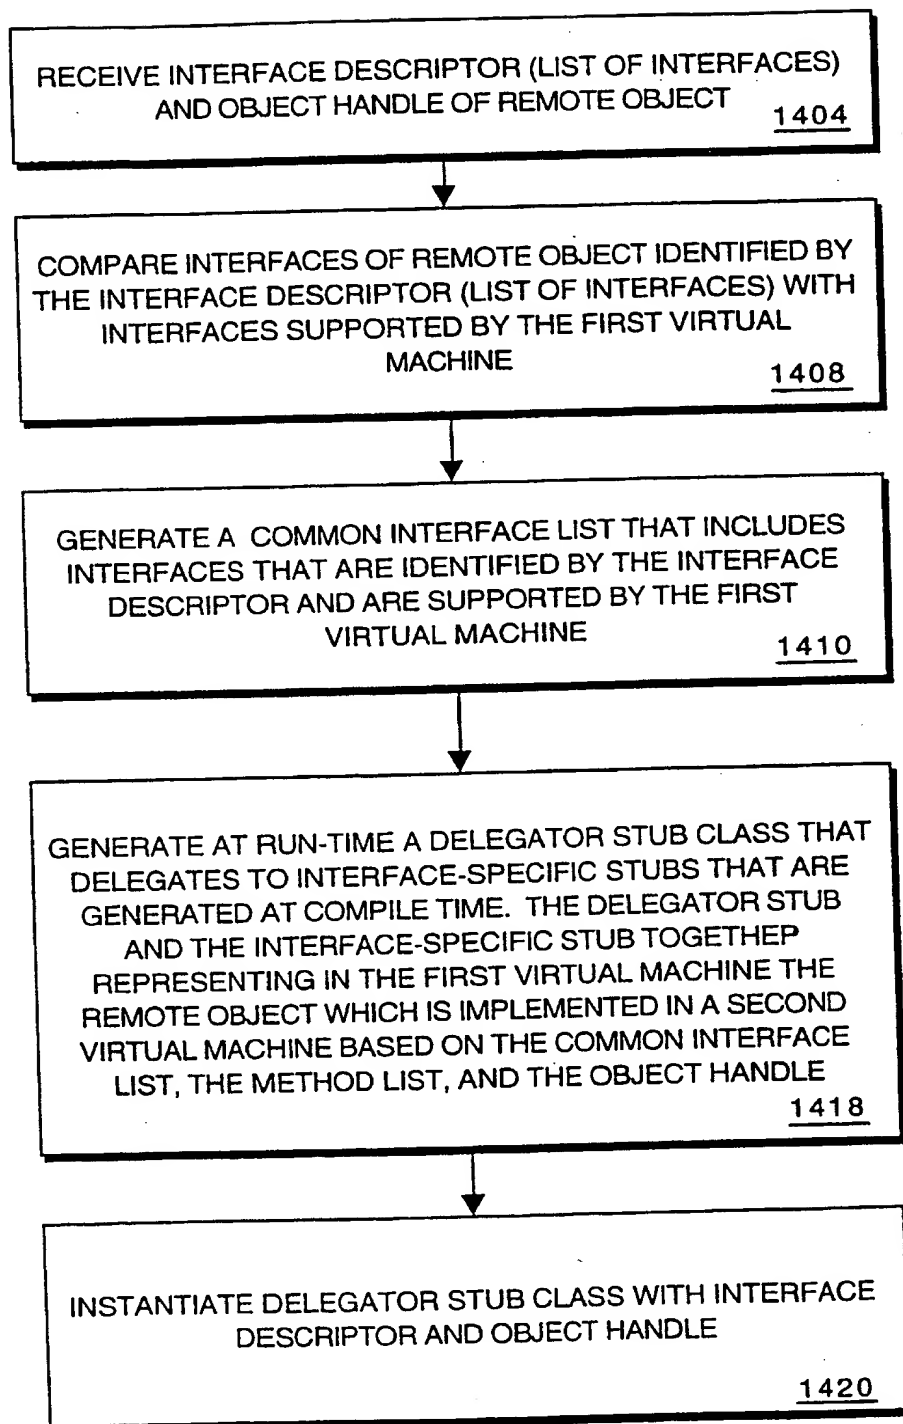 RECEIVE INTERFACE DESCRIPTOR (LIST OF INTERFACES)
AND OBJECT HANDLE OF REMOTE OBJECT
1404
COMPARE INTERFACES OF REMOTE OBJECT IDENTIFIED BY
THE INTERFACE DESCRIPTOR (LIST OF INTERFACES) WITH
INTERFACES SUPPORTED BY THE FIRST VIRTUAL
MACHINE
1408
GENERATE A COMMON INTERFACE LIST THAT INCLUDES
INTERFACES THAT ARE IDENTIFIED BY THE INTERFACE
DESCRIPTOR AND ARE SUPPORTED BY THE FIRST
VIRTUAL MACHINE
1410
GENERATE AT RUN-TIME A DELEGATOR STUB CLASS THAT
DELEGATES TO INTERFACE-SPECIFIC STUBS THAT ARE
GENERATED AT COMPILE TIME. THE DELEGATOR STUB
AND THE INTERFACE-SPECIFIC STUB TOGETHEP
REPRESENTING IN THE FIRST VIRTUAL MACHINE THE
REMOTE OBJECT WHICH IS IMPLEMENTED IN A SECOND
VIRTUAL MACHINE BASED ON THE COMMON INTERFACE
LIST, THE METHOD LIST, AND THE OBJECT HANDLE
1418
INSTANTIATE DELEGATOR STUB CLASS WITH INTERFACE
DESCRIPTOR AND OBJECT HANDLE
1420